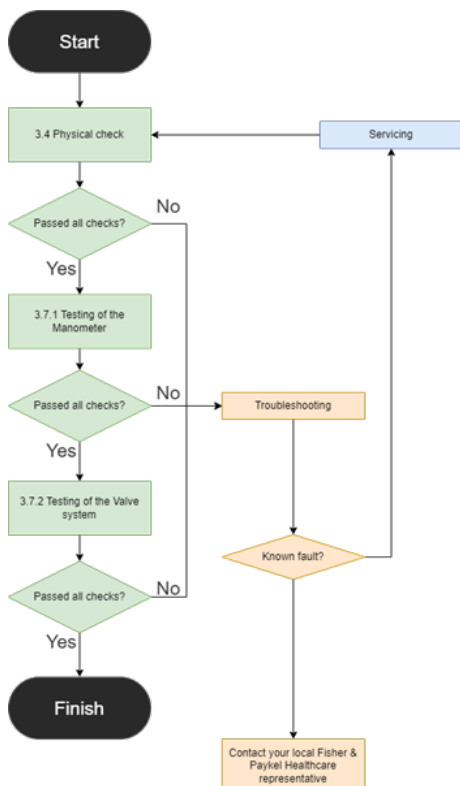 Start
3.4 Physical check
Servicing
Passed all checks?
No
Yes
3.7.1 Testing of the
Manometer
Passed all checks?
No
Troubleshooting
Yes
3.7.2 Testing of the Valve
system
Known fault?
Passed all checks?
No
Yes
Finish
Contact your local Fisher &
Paykel Healthcare
representative